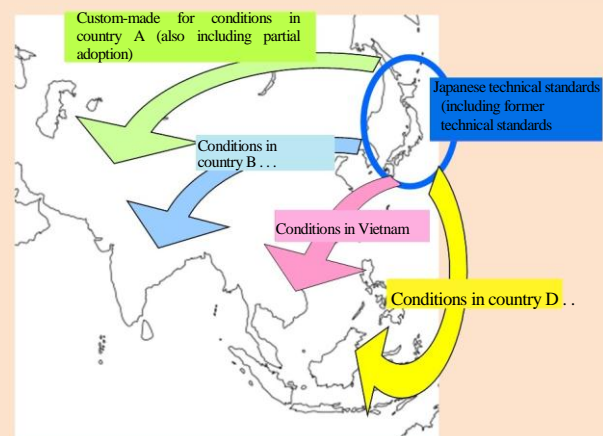 Custom-made for conditions in
country A (also including partial
adoption)
Japanese technical standards
(including former
technical standards
Conditions in
country B . . .
Conditions in Vietnam
Conditions in country D . .